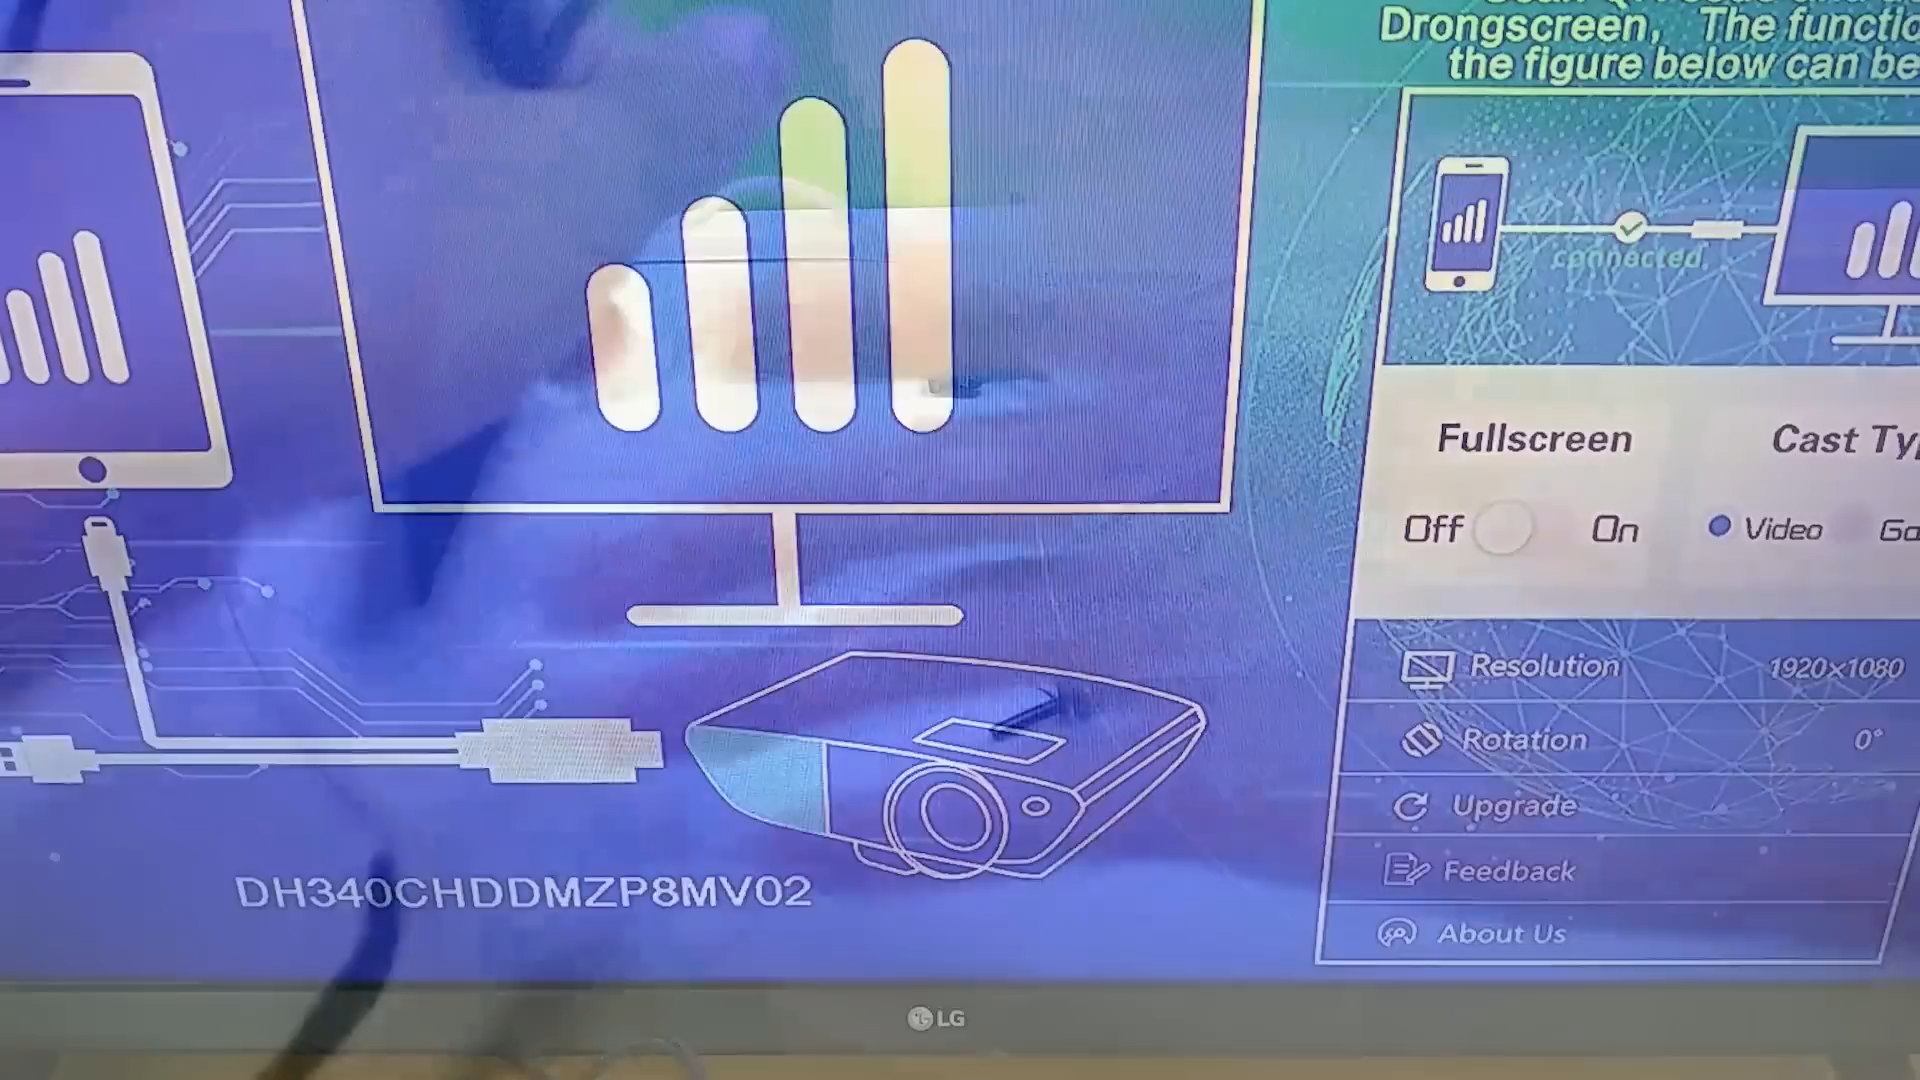 Drongscreen, The functio
the figure below can be
connected
Fullscreen
Cast Ty
Off
On
Video
Ga
Resolution
1920×1080
Rotation
0°
Upgrade
Feedback
About Us
DH340CHDDMZP8MV02
LG